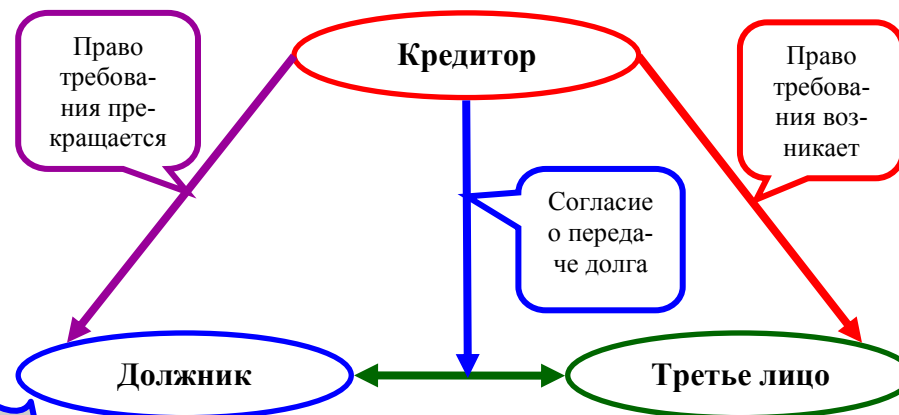 Право
требова-
ния пре-
кращается
Кредитор
Право
требова-
ния воз-
никает
Согласие
о переда-
че долга
Должник
Третье лицо